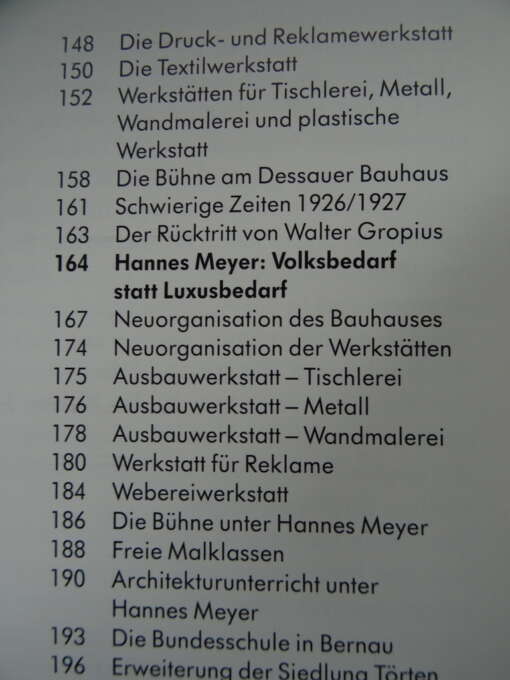 148 Die Druck- und Reklamewerkstatt
150 Die Textilwerkstatt
152 Werkstätten für Tischlerei, Metall,
Wandmalerei und plastische
Werkstatt
158 Die Bühne am Dessauer Bauhaus
161 Schwierige Zeiten 1926/1927
163 Der Rücktritt von Walter Gropius
164 Hannes Meyer: Volksbedarf
statt Luxusbedarf
167 Neuorganisation des Bauhauses
174 Neuorganisation der Werkstätten
175 Ausbauwerkstatt – Tischlerei
176 Ausbauwerkstatt – Metall
178 Ausbauwerkstatt – Wandmalerei
180 Werkstatt für Reklame
184 Webereiwerkstatt
186 Die Bühne unter Hannes Meyer
188 Freie Malklassen
190 Architekturunterricht unter
Hannes Meyer
193 Die Bundesschule in Bernau
196 Erweiterung der Siedlung Törten